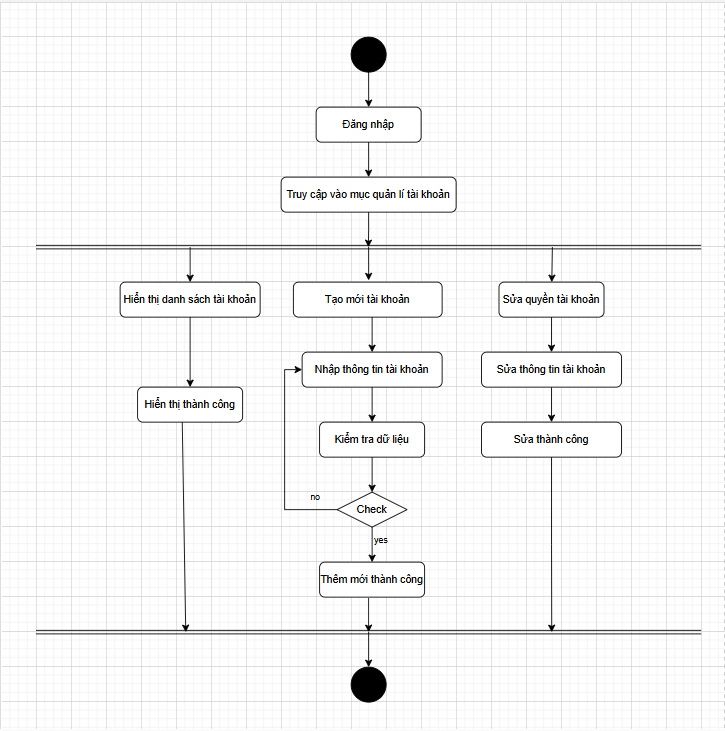 Đăng nhập
Truy cập vào mục quản lí tài khoản
Hiển thị danh sách tài khoản
Tạo mới tài khoản
Sửa quyền tài khoản
Nhập thông tin tài khoản
Sửa thông tin tài khoản
Hiển thị thành công
Kiểm tra dữ liệu
Sửa thành công
no
Check
yes
Thêm mới thành công